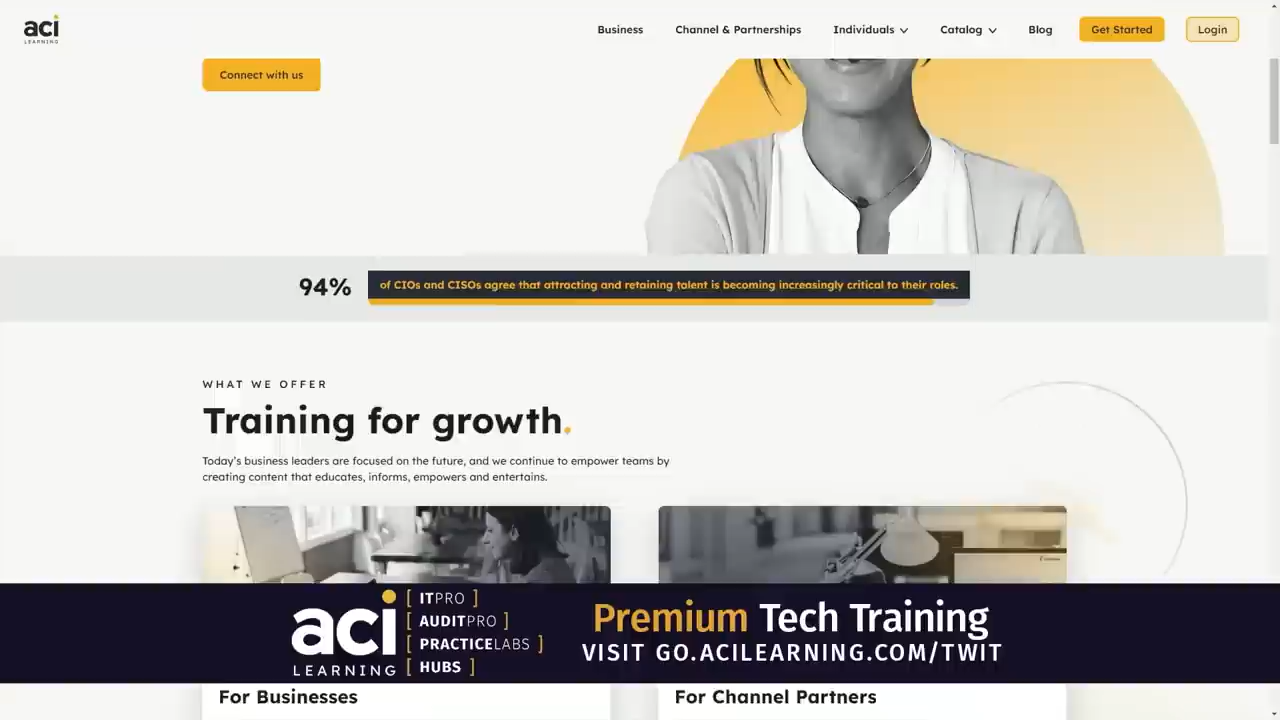 aci
LEARNING
Business
Channel & Partnerships
Individuals
Catalog
Blog
Get Started
Login
Connect with us
94%
of CIOs and CISOs agree that attracting and retaining talent is becoming increasingly critical to their roles.
WHAT WE OFFER
Training for growth.
Today's business leaders are focused on the future, and we continue to empower teams by
creating content that educates, informs, empowers and entertains.
aci
LEARNING
[ ITPRO ]
[ AUDITPRO ]
[ PRACTICELABS ]
[ HUBS ]
Premium Tech Training
VISIT GO.ACILEARNING.COM/TWIT
For Businesses
For Channel Partners